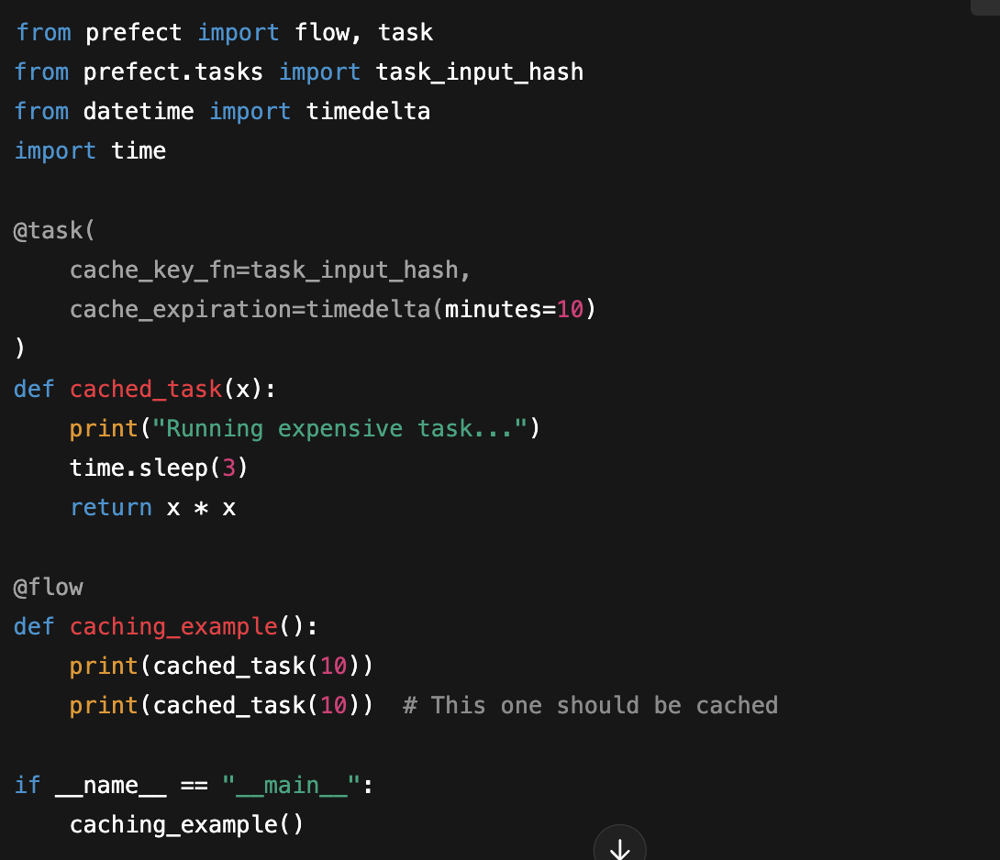 from prefect import flow, task
from prefect.tasks import task_input_hash
from datetime import timedelta
import time

@task(
    cache_key_fn=task_input_hash,
    cache_expiration=timedelta(minutes=10)
)
def cached_task(x):
    print("Running expensive task...")
    time.sleep(3)
    return x * x

@flow
def caching_example():
    print(cached_task(10))
    print(cached_task(10))  # This one should be cached

if __name__ == "__main__":
    caching_example()